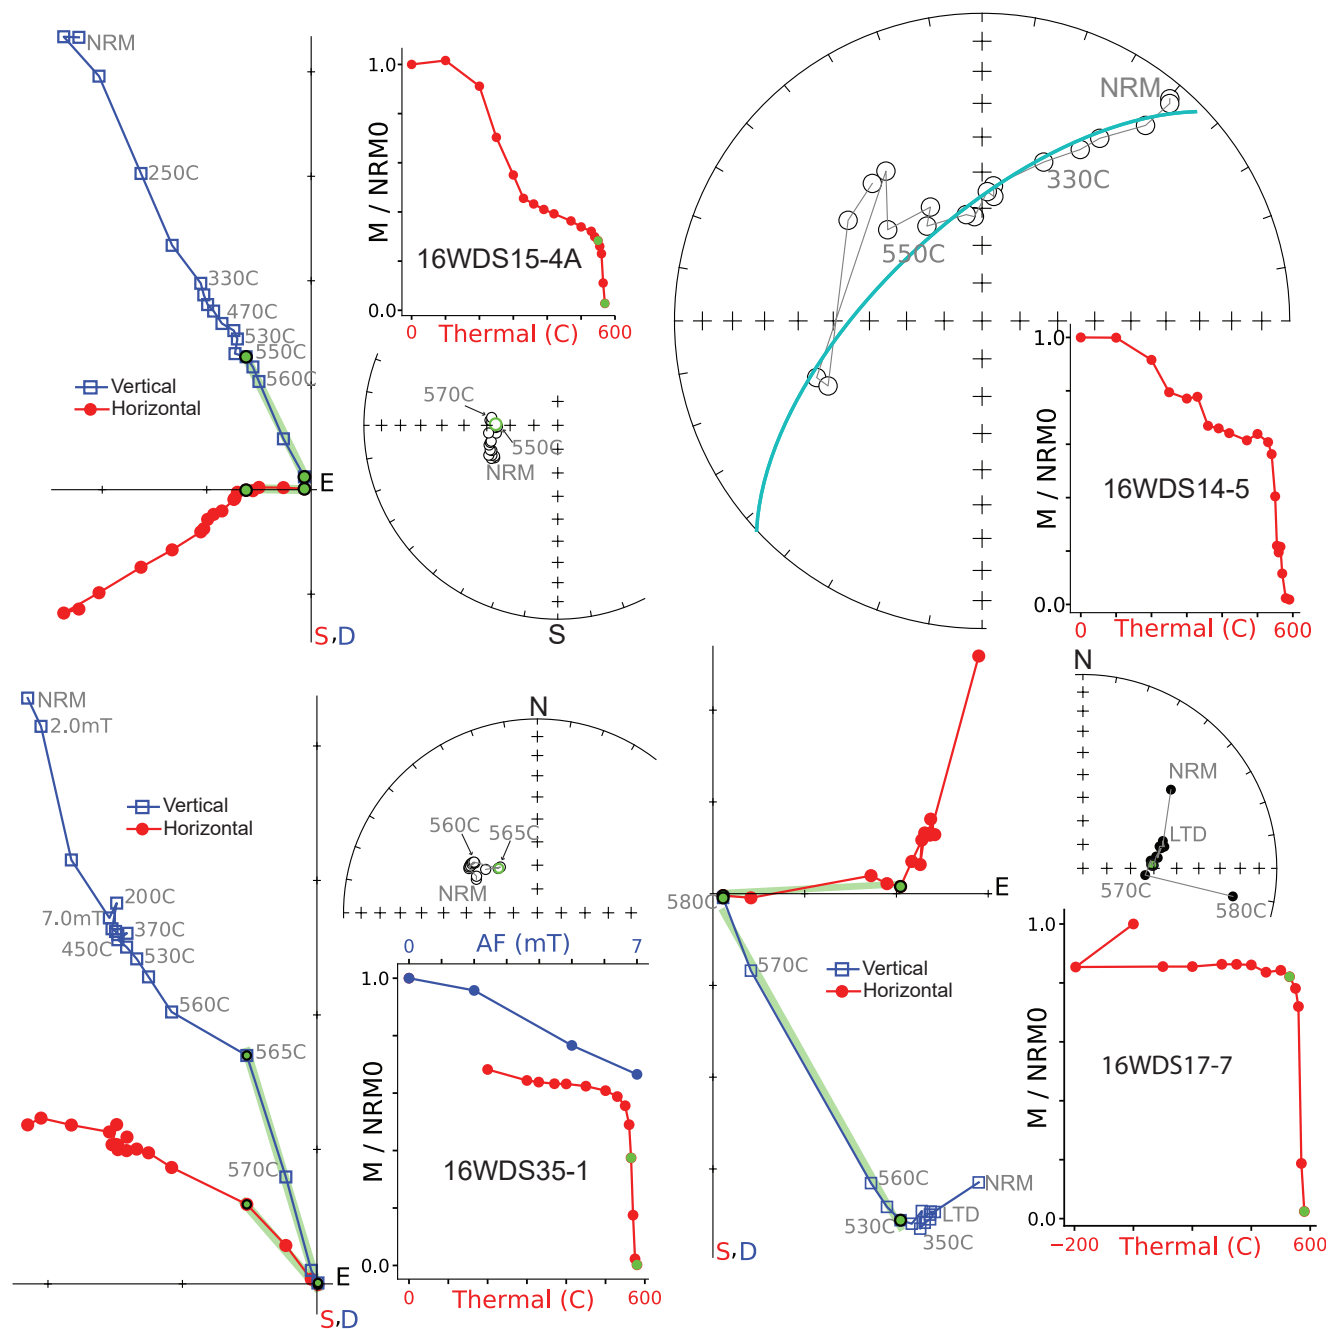 NRM
250C
330C
470C
530C
550C
560C
Vertical
Horizontal
E
S,D
1.0
M / NRM0
16WDS15-4A
0.0
0
Thermal (C)
600
570C
550C
NRM
S
NRM
330C
550C
1.0
M / NRM0
16WDS14-5
0.0
0
Thermal (C)
600
NRM
2.0mT
Vertical
Horizontal
200C
7.0mT
370C
450C
530C
560C
565C
570C
E
S,D
N
560C
565C
NRM
0
AF (mT)
7
1.0
M / NRM0
16WDS35-1
0.0
0
Thermal (C)
600
E
580C
570C
Vertical
Horizontal
560C
NRM
530C
LTD
350C
S,D
N
NRM
LTD
570C
580C
1.0
M / NRM0
16WDS17-7
0.0
−200
Thermal (C)
600